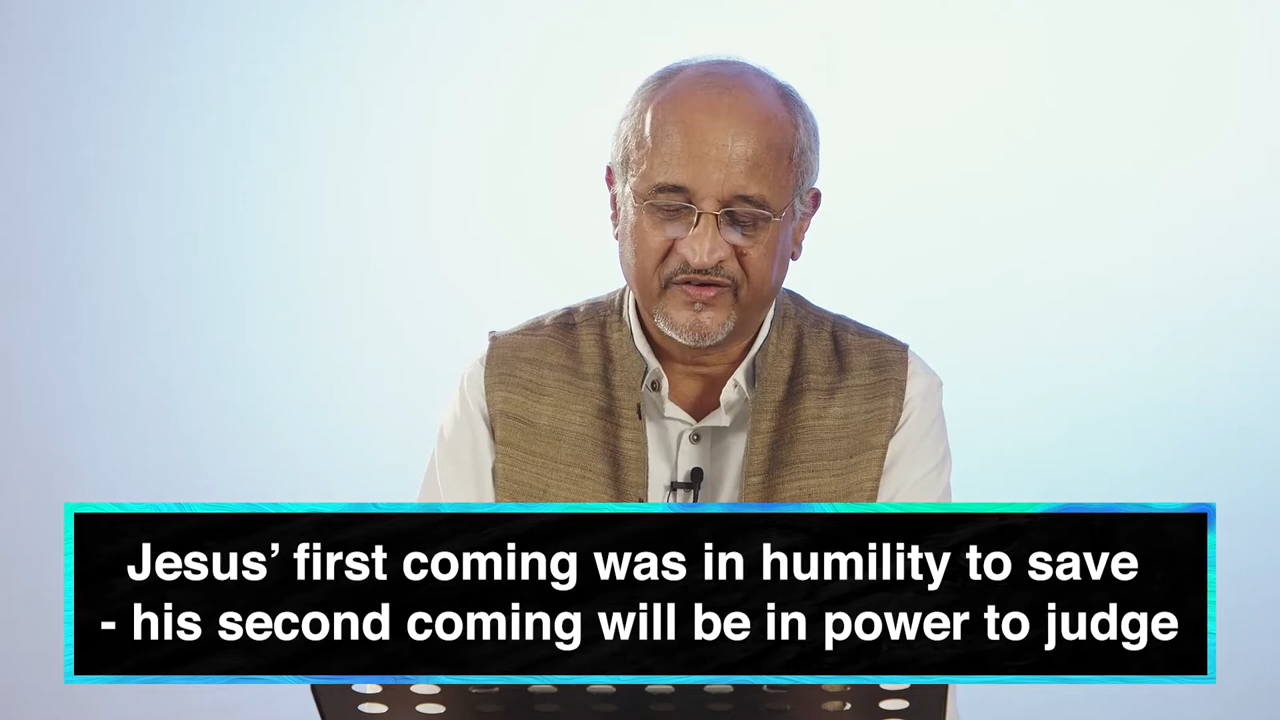 Jesus’ first coming was in humility to save
- his second coming will be in power to judge